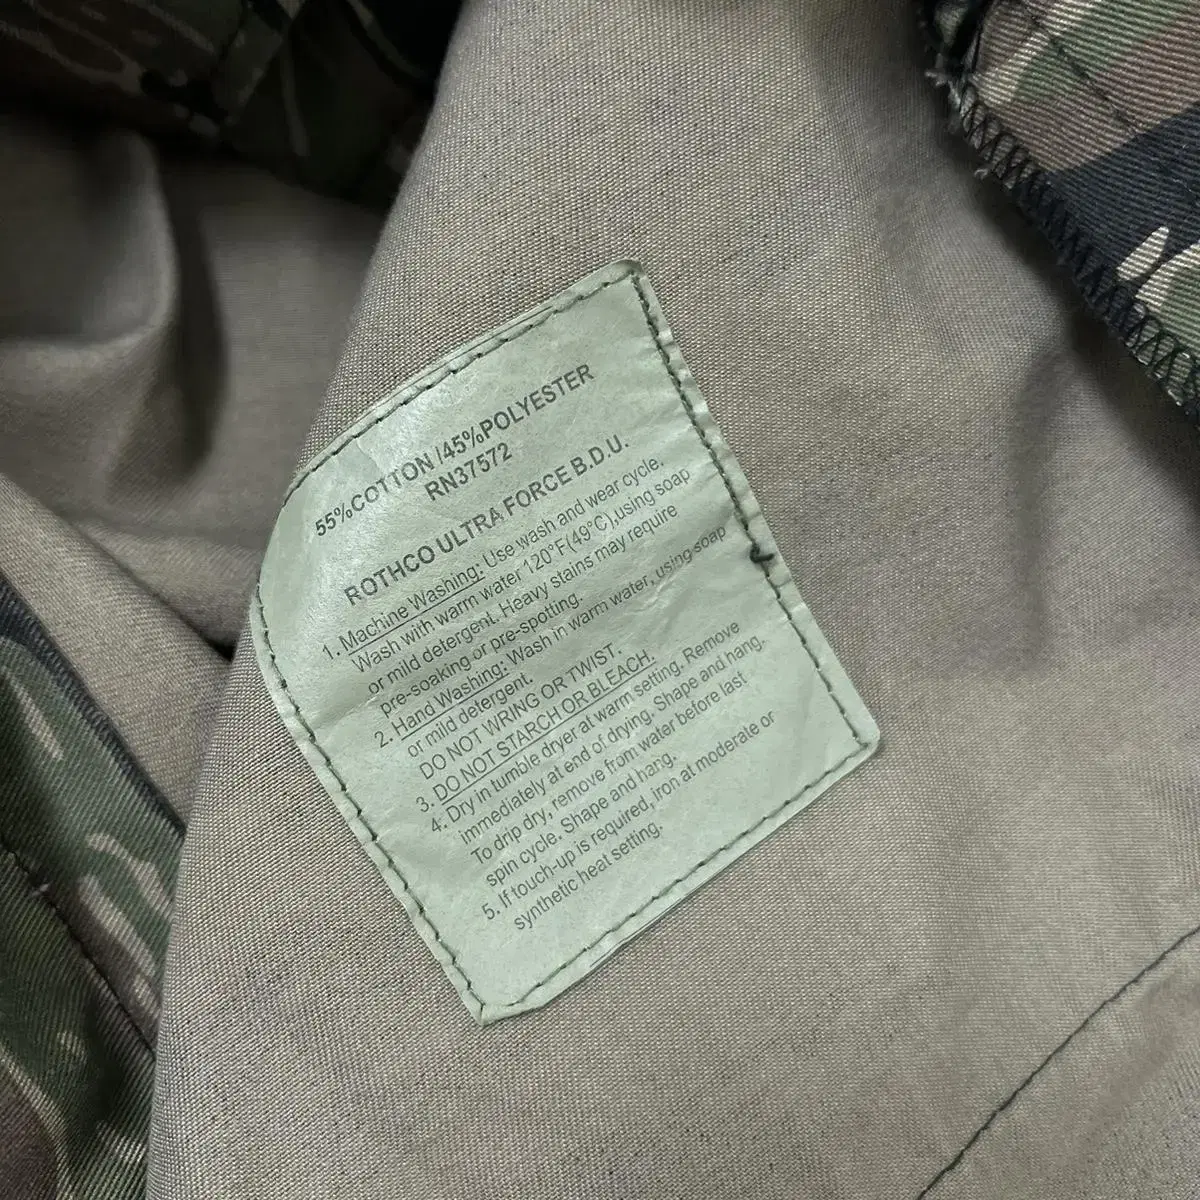 55%COTTON /45%POLYESTER
RN37572
ROTHCO ULTRA FORCE B.D.U.
1. Machine Washing: Use wash and wear cycle.
Wash with warm water 120°F(49°C),using soap
or mild detergent. Heavy stains may require
pre-soaking or pre-spotting.
2. Hand Washing: Wash in warm water, using soap
or mild detergent.
DO NOT WRING OR TWIST.
3. DO NOT STARCH OR BLEACH.
4. Dry in tumble dryer at warm setting. Remove
immediately at end of drying. Shape and hang.
To drip dry, remove from water before last
spin cycle. Shape and hang.
5. If touch-up is required, iron at moderate or
synthetic heat setting.